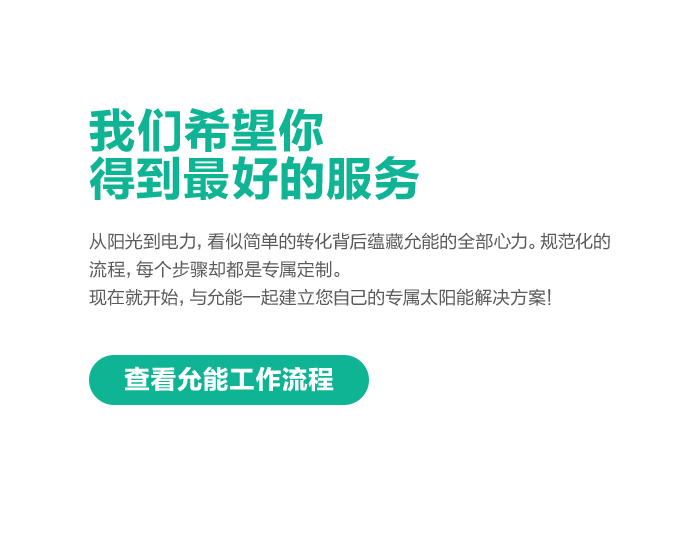 我们希望你
得到最好的服务
从阳光到电力，看似简单的转化背后蕴藏允能的全部心力。规范化的
流程，每个步骤却都是专属定制。
现在就开始，与允能一起建立您自己的专属太阳能解决方案！
查看允能工作流程